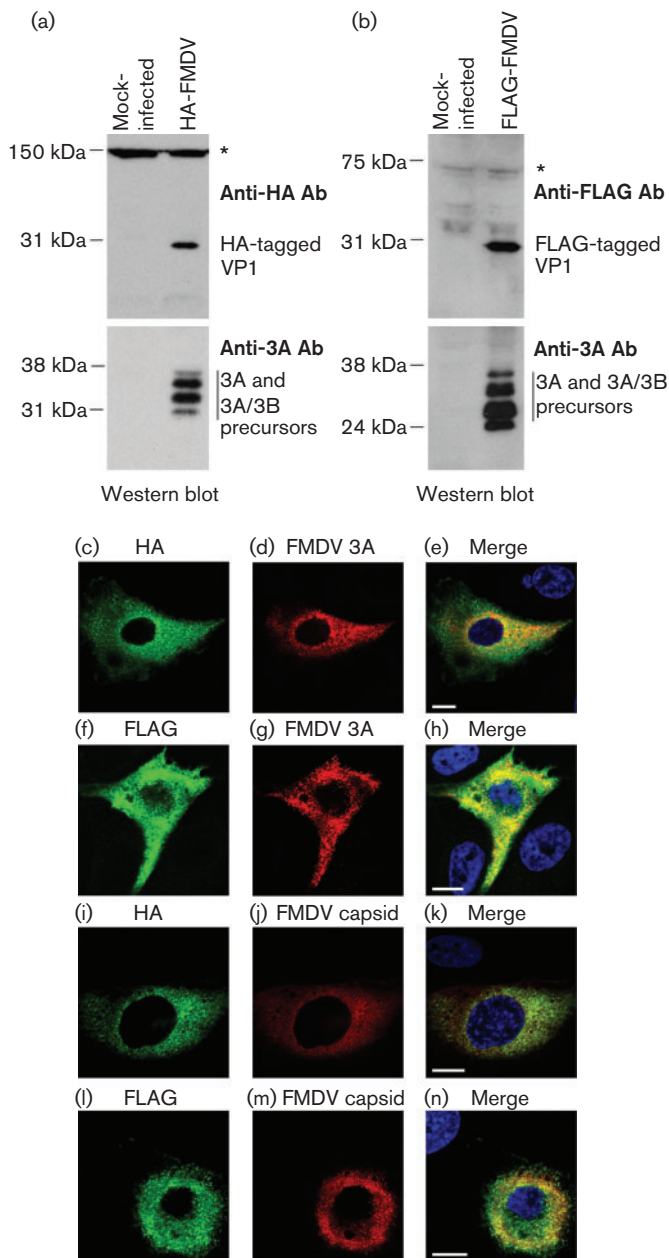 (a)
Mock-
infected
HA-FMDV
150 kDa
*
Anti-HA Ab
31 kDa
HA-tagged
VP1
Anti-3A Ab
38 kDa
3A and
3A/3B
precursors
31 kDa
Western blot
(b)
Mock-
infected
FLAG-FMDV
75 kDa
*
Anti-FLAG Ab
31 kDa
FLAG-tagged
VP1
Anti-3A Ab
38 kDa
3A and 3A/3B
precursors
24 kDa
Western blot
(c) HA
(d) FMDV 3A
(e) Merge
(f) FLAG
(g) FMDV 3A
(h) Merge
(i) HA
(j) FMDV capsid
(k) Merge
(l) FLAG
(m) FMDV capsid
(n) Merge